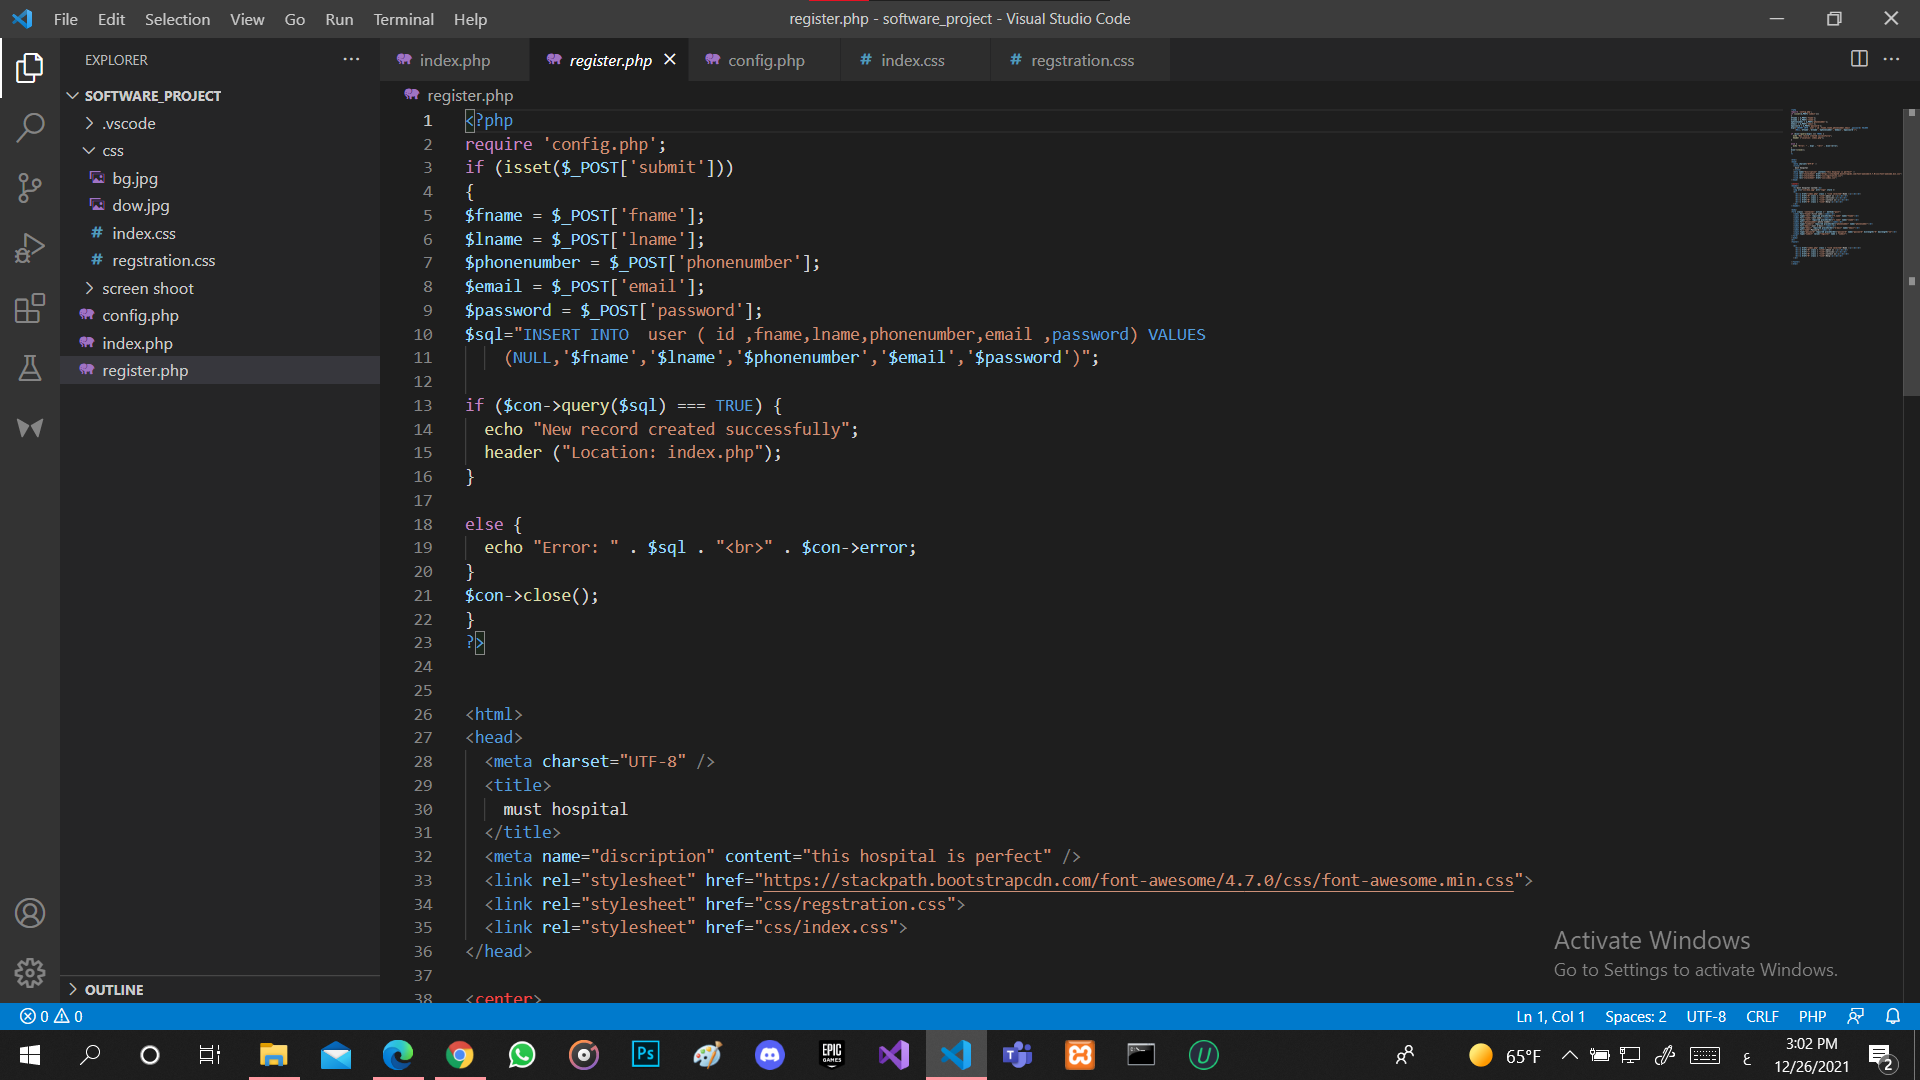 File Edit Selection View Go Run Terminal Help
register.php - software_project - Visual Studio Code
EXPLORER
SOFTWARE_PROJECT
.vscode
css
bg.jpg
dow.jpg
index.css
regstration.css
screen shoot
config.php
index.php
register.php
OUTLINE
index.php register.php config.php index.css regstration.css
register.php
1 <?php
2 require 'config.php';
3 if (isset($_POST['submit']))
4 {
5 $fname = $_POST['fname'];
6 $lname = $_POST['lname'];
7 $phonenumber = $_POST['phonenumber'];
8 $email = $_POST['email'];
9 $password = $_POST['password'];
10 $sql="INSERT INTO  user ( id ,fname,lname,phonenumber,email ,password) VALUES
11     (NULL,'$fname','$lname','$phonenumber','$email','$password')";
12
13 if ($con->query($sql) === TRUE) {
14   echo "New record created successfully";
15   header ("Location: index.php");
16 }
17
18 else {
19   echo "Error: " . $sql . "<br>" . $con->error;
20 }
21 $con->close();
22 }
23 ?>
24
25
26 <html>
27 <head>
28   <meta charset="UTF-8" />
29   <title>
30     must hospital
31   </title>
32   <meta name="discription" content="this hospital is perfect" />
33   <link rel="stylesheet" href="https://stackpath.bootstrapcdn.com/font-awesome/4.7.0/css/font-awesome.min.css">
34   <link rel="stylesheet" href="css/regstration.css">
35   <link rel="stylesheet" href="css/index.css">
36 </head>
37
38 <center>
Activate Windows
Go to Settings to activate Windows.
0 0
Ln 1, Col 1 Spaces: 2 UTF-8 CRLF PHP
Ps
EPIC GAMES
65°F
ع
3:02 PM
12/26/2021
2